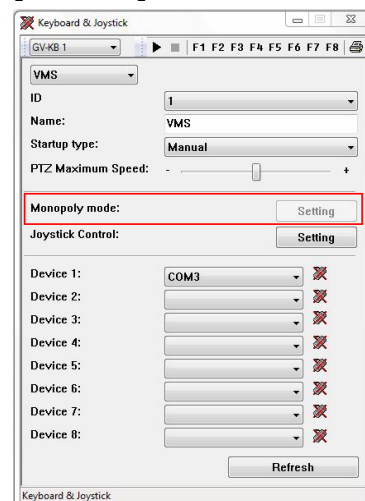 Keyboard & Joystick
GV-KB 1 F1 F2 F3 F4 F5 F6 F7 F8
VMS
ID 1
Name: VMS
Startup type: Manual
PTZ Maximum Speed: - +
Monopoly mode: Setting
Joystick Control: Setting
Device 1: COM3
Device 2:
Device 3:
Device 4:
Device 5:
Device 6:
Device 7:
Device 8:
Refresh
Keyboard & Joystick